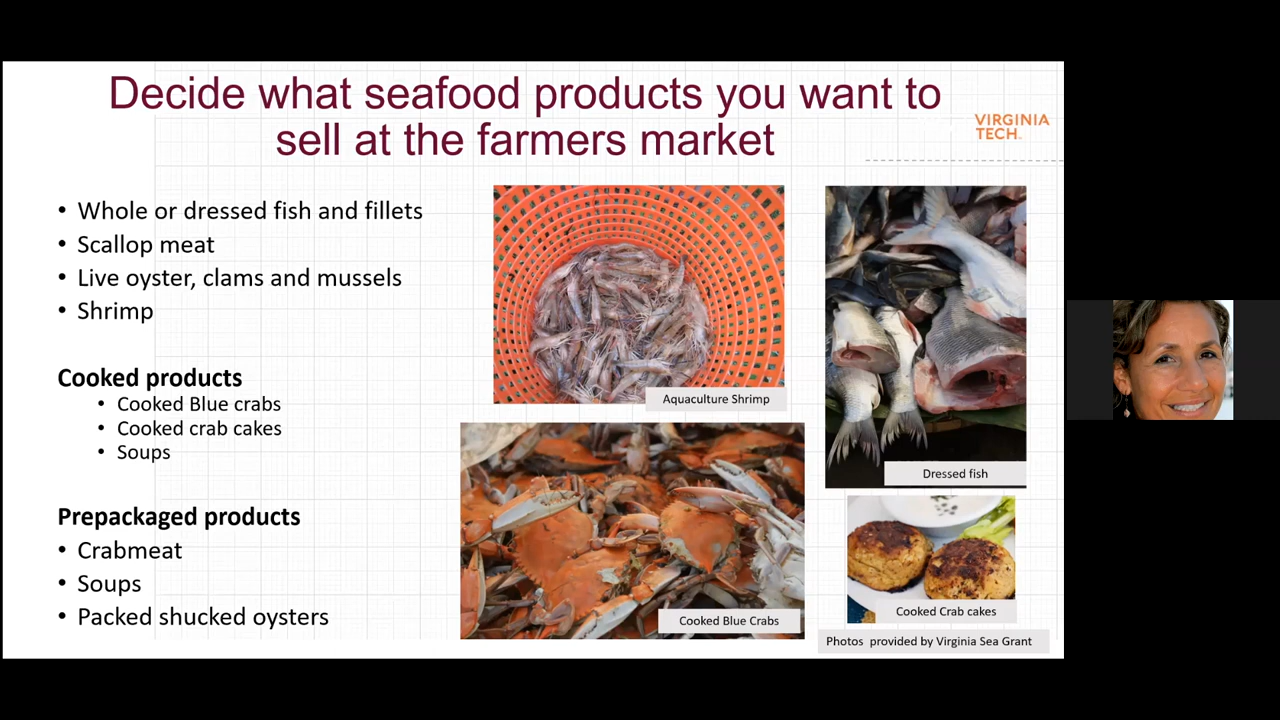 Decide what seafood products you want to
sell at the farmers market
VIRGINIA
TECH.
• Whole or dressed fish and fillets
• Scallop meat
• Live oyster, clams and mussels
• Shrimp
Cooked products
• Cooked Blue crabs
• Cooked crab cakes
• Soups
Prepackaged products
• Crabmeat
• Soups
• Packed shucked oysters
Aquaculture Shrimp
Dressed fish
Cooked Blue Crabs
Cooked Crab cakes
Photos provided by Virginia Sea Grant